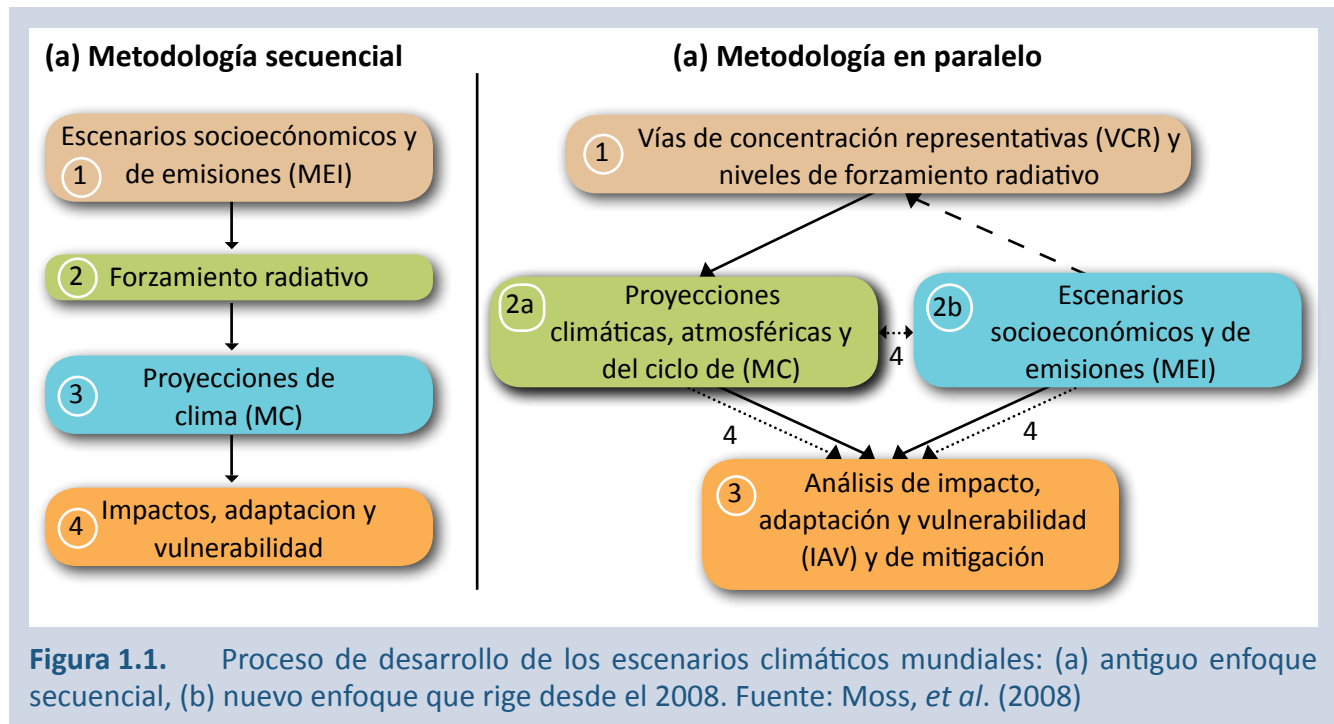 (a) Metodología secuencial
Escenarios socioecónomicos y
1 de emisiones (MEI)
2 Forzamiento radiativo
3 Proyecciones de
clima (MC)
4 Impactos, adaptacion y
vulnerabilidad
(a) Metodología en paralelo
1 Vías de concentración representativas (VCR) y
niveles de forzamiento radiativo
2a Proyecciones
climáticas, atmosféricas y
del ciclo de (MC)
4
2b Escenarios
socioeconómicos y de
emisiones (MEI)
4
4
3 Análisis de impacto,
adaptación y vulnerabilidad
(IAV) y de mitigación
Figura 1.1. Proceso de desarrollo de los escenarios climáticos mundiales: (a) antiguo enfoque
secuencial, (b) nuevo enfoque que rige desde el 2008. Fuente: Moss, et al. (2008)